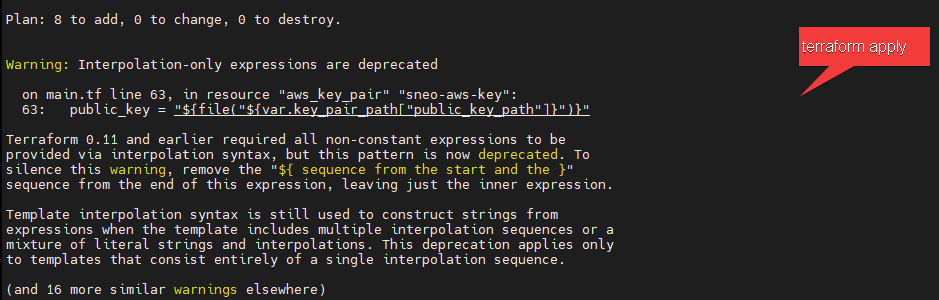 Plan: 8 to add, 0 to change, 0 to destroy.
terraform apply
Warning: Interpolation-only expressions are deprecated
on main.tf line 63, in resource "aws_key_pair" "sneo-aws-key":
63: public_key = "${file("${var.key_pair_path["public_key_path"]}")}"
Terraform 0.11 and earlier required all non-constant expressions to be
provided via interpolation syntax, but this pattern is now deprecated. To
silence this warning, remove the "${ sequence from the start and the }"
sequence from the end of this expression, leaving just the inner expression.
Template interpolation syntax is still used to construct strings from
expressions when the template includes multiple interpolation sequences or a
mixture of literal strings and interpolations. This deprecation applies only
to templates that consist entirely of a single interpolation sequence.
(and 16 more similar warnings elsewhere)